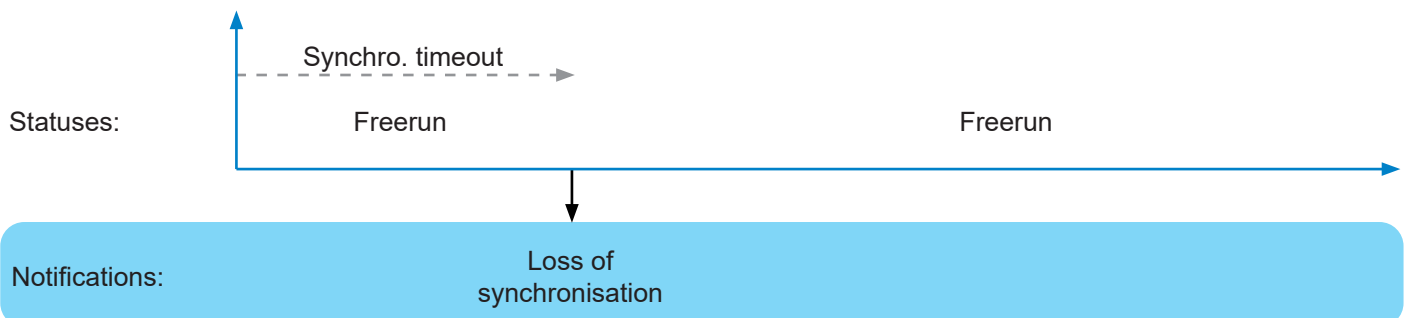 Synchro. timeout
Statuses: Freerun Freerun
Notifications:
Loss of
synchronisation